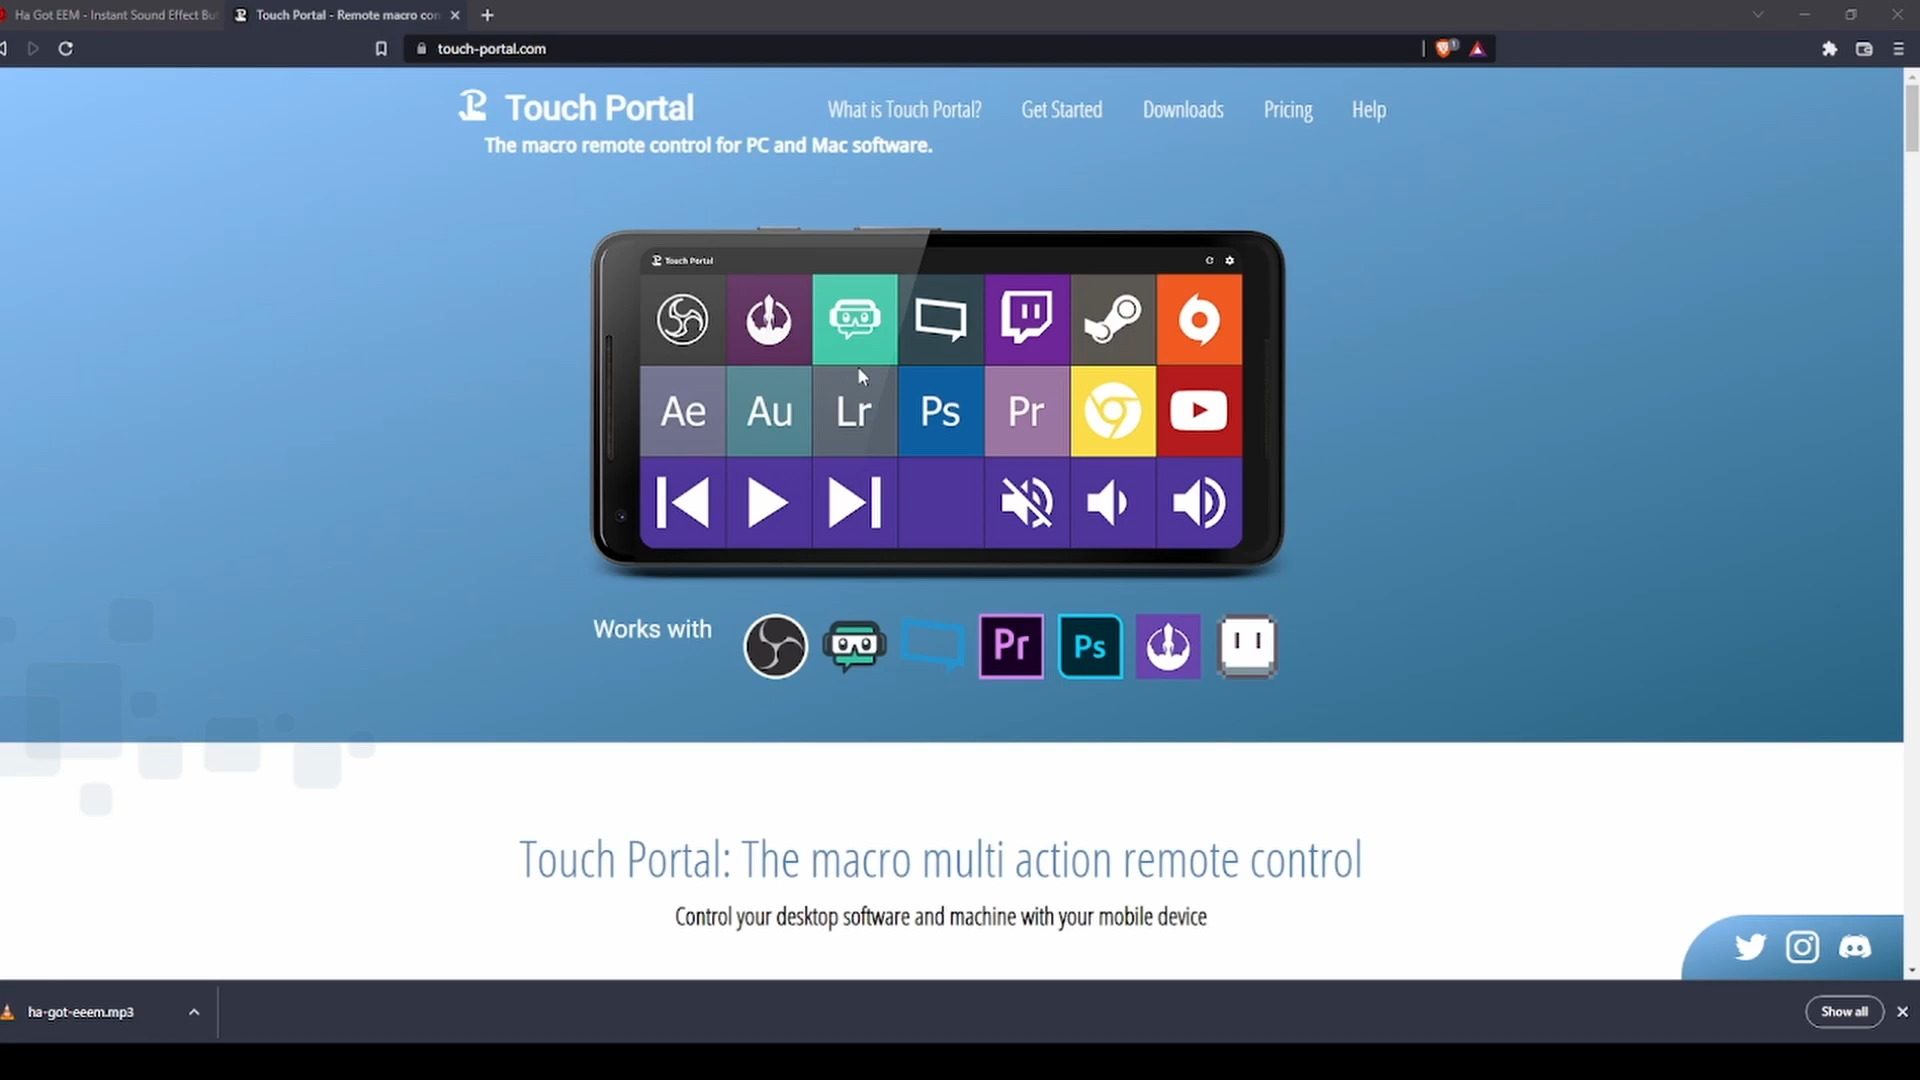 Ha Got EEM - Instant Sound Effect But
Touch Portal - Remote macro con
touch-portal.com
1
Touch Portal
What is Touch Portal?
Get Started
Downloads
Pricing
Help
The macro remote control for PC and Mac software.
Touch Portal
Ae
Au
Lr
Ps
Pr
Works with
Pr
Ps
Touch Portal: The macro multi action remote control
Control your desktop software and machine with your mobile device
ha-got-eeem.mp3
Show all